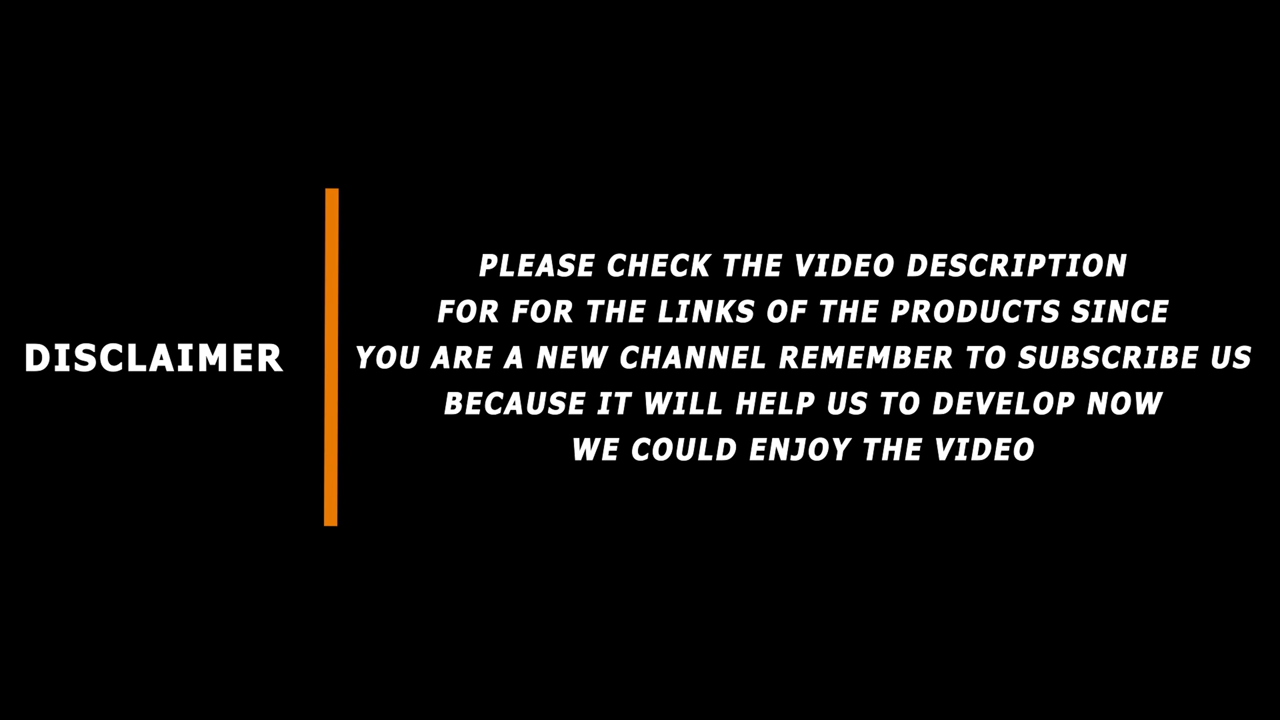 DISCLAIMER
PLEASE CHECK THE VIDEO DESCRIPTION
FOR FOR THE LINKS OF THE PRODUCTS SINCE
YOU ARE A NEW CHANNEL REMEMBER TO SUBSCRIBE US
BECAUSE IT WILL HELP US TO DEVELOP NOW
WE COULD ENJOY THE VIDEO